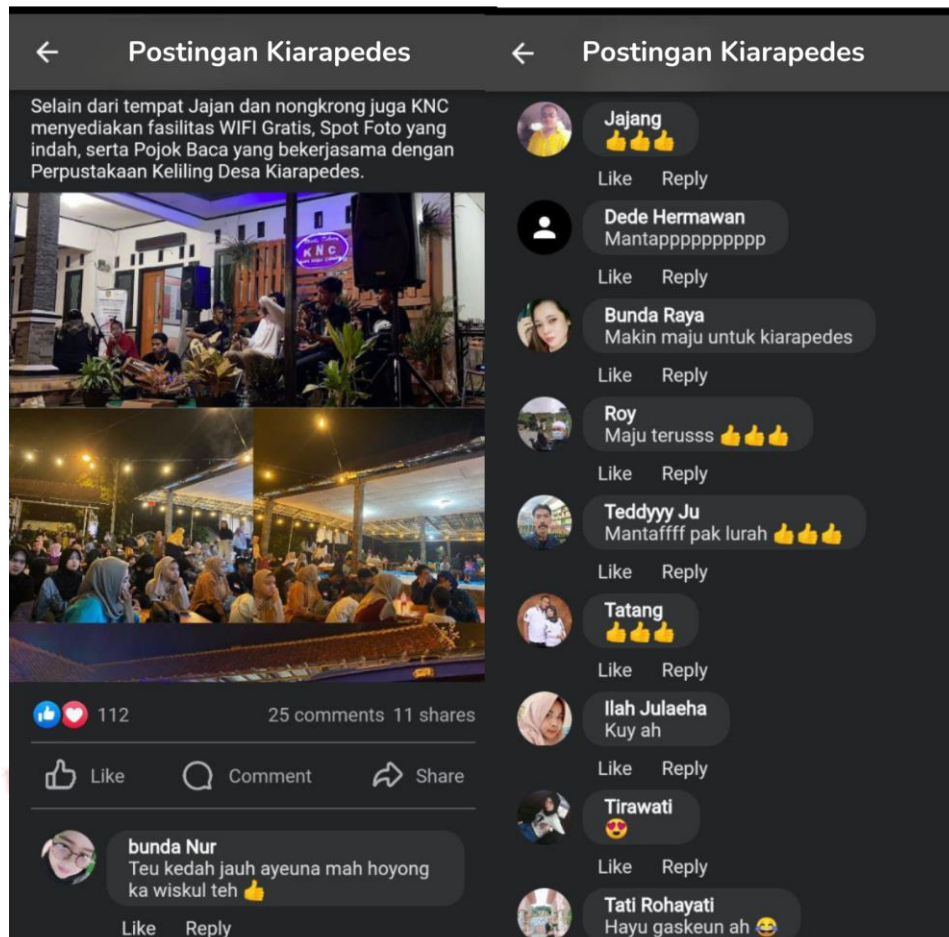 Postingan Kiarapedes
Selain dari tempat Jajan dan nongkrong juga KNC
menyediakan fasilitas WIFI Gratis, Spot Foto yang
indah, serta Pojok Baca yang bekerjasama dengan
Perpustakaan Keliling Desa Kiarapedes.
KNC
112
25 comments 11 shares
Like
Comment
Share
bunda Nur
Teu kedah jauh ayeuna mah hoyong
ka wiskul teh 👍
Like Reply
Postingan Kiarapedes
Jajang
👍👍👍
Like Reply
Dede Hermawan
Mantapppppppppp
Like Reply
Bunda Raya
Makin maju untuk kiarapedes
Like Reply
Roy
Maju terusss 👍👍👍
Like Reply
Teddyyy Ju
Mantaffff pak lurah 👍👍👍
Like Reply
Tatang
👍👍👍
Like Reply
Ilah Julaeha
Kuy ah
Like Reply
Tirawati
😍
Like Reply
Tati Rohayati
Hayu gaskeun ah 😂